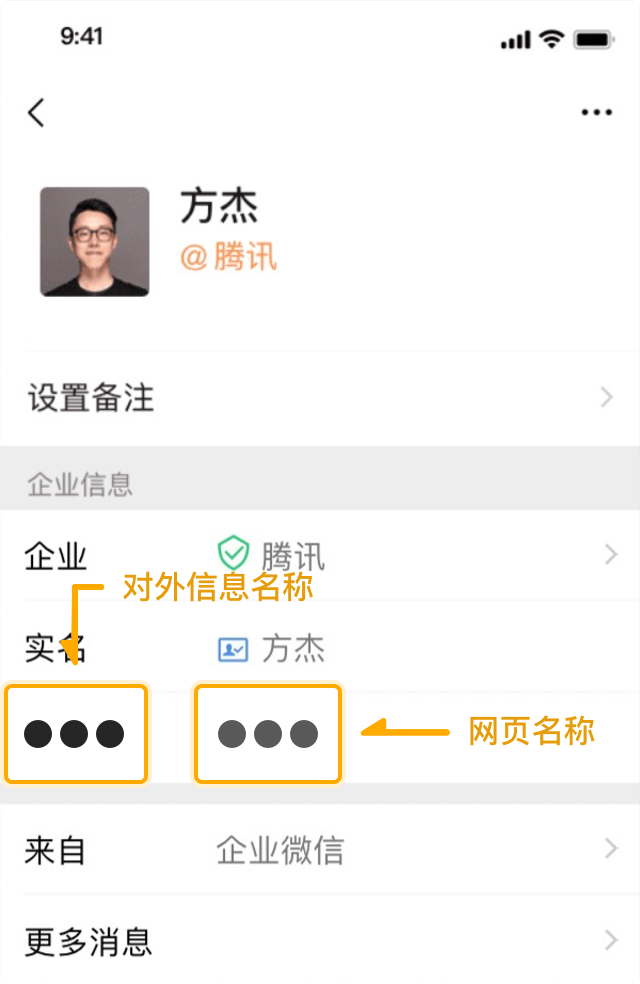 9:41
方杰
@腾讯
设置备注
企业信息
企业 腾讯
对外信息名称
实名 方杰
网页名称
来自 企业微信
更多消息